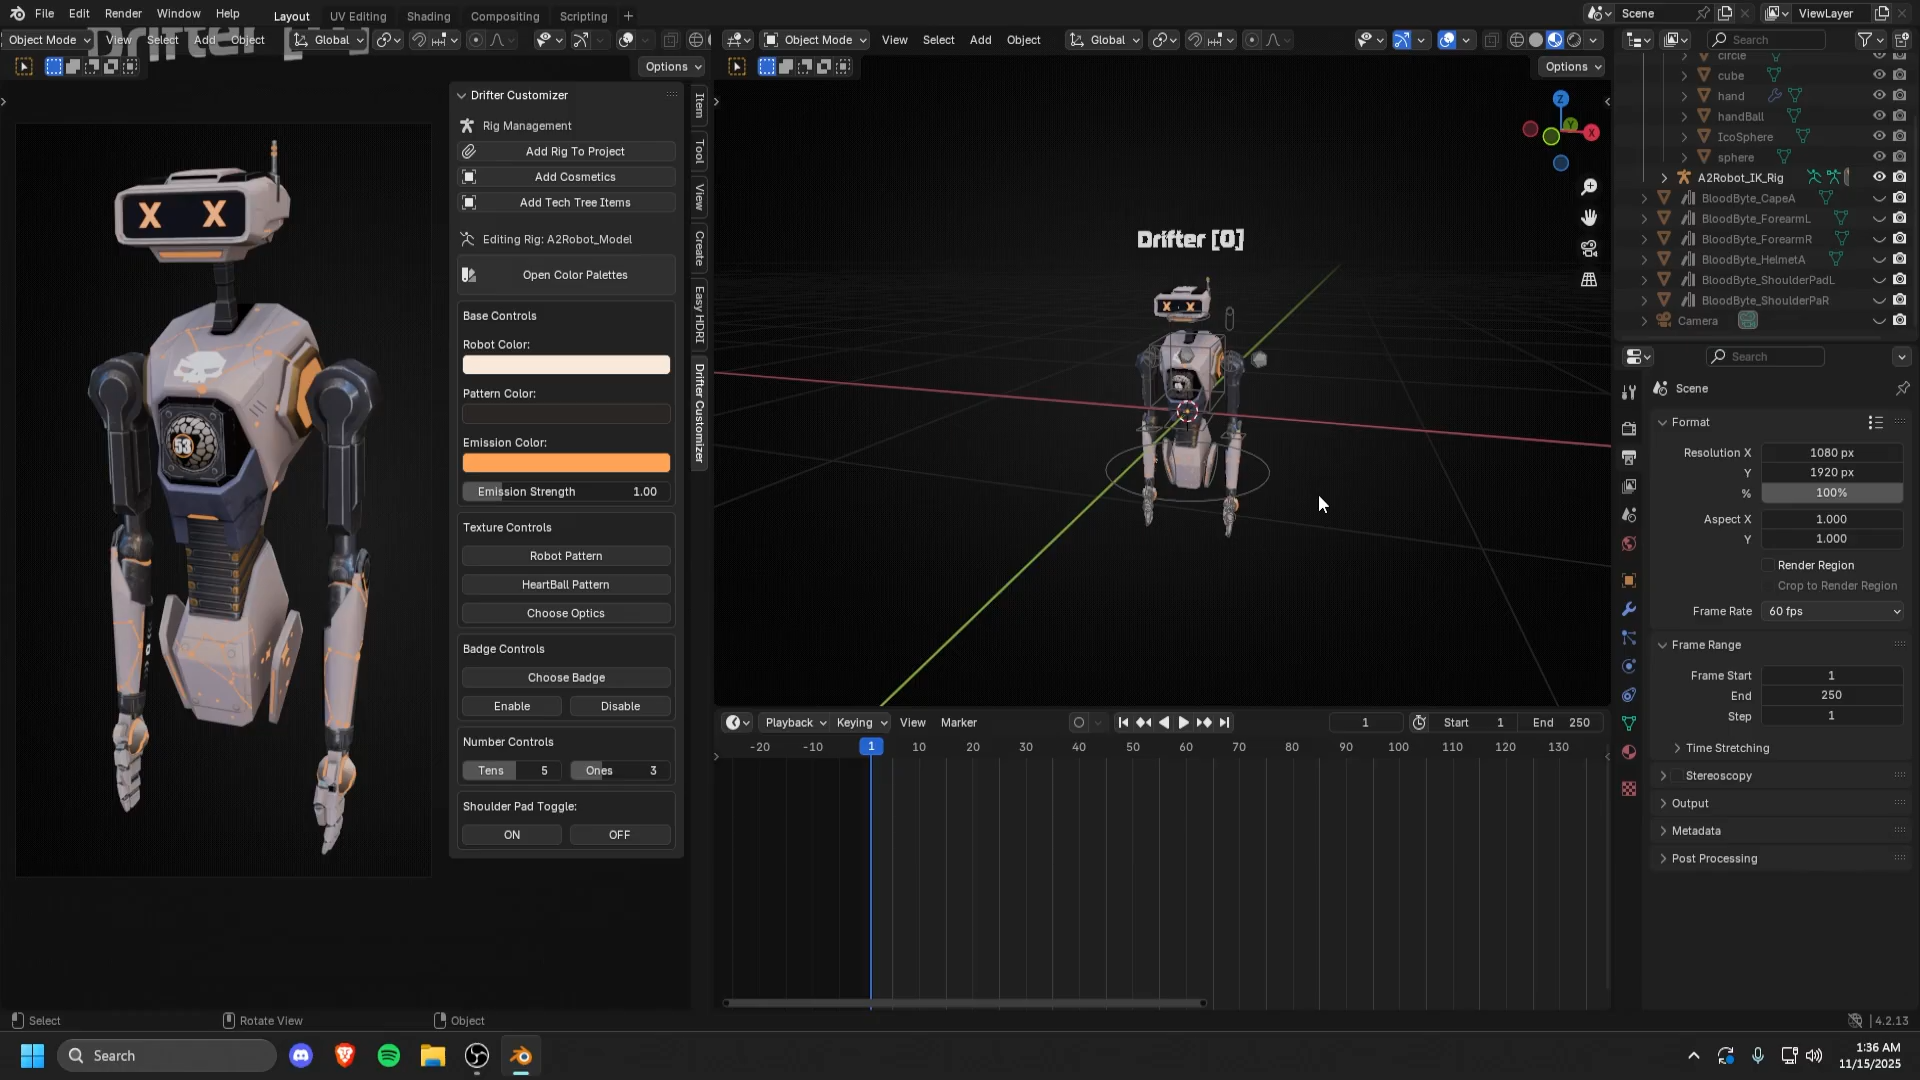 File Edit Render Window Help Layout UV Editing Shading Compositing Scripting +
Scene ViewLayer
Drifter [
Object Mode View Select Add Object Global
Object Mode View Select Add Object Global
Search
Options
Options
Drifter Customizer
Rig Management
Add Rig To Project
Add Cosmetics
Add Tech Tree Items
Editing Rig: A2Robot_Model
Open Color Palettes
Base Controls
Robot Color:
Pattern Color:
Emission Color:
Emission Strength 1.00
Texture Controls
Robot Pattern
HeartBall Pattern
Choose Optics
Badge Controls
Choose Badge
Enable Disable
Number Controls
Tens 5 Ones 3
Shoulder Pad Toggle:
ON OFF
Item
Tool
View
Create
Easy HDRI
Drifter Customizer
X X
53
Drifter [0]
X X
Z
Y
X
circle
cube
hand
handBall
IcoSphere
sphere
A2Robot_IK_Rig
BloodByte_CapeA
BloodByte_ForearmL
BloodByte_ForearmR
BloodByte_HelmetA
BloodByte_ShoulderPadL
BloodByte_ShoulderPaR
Camera
Search
Scene
Format
Resolution X 1080 px
Y 1920 px
% 100%
Aspect X 1.000
Y 1.000
Render Region
Crop to Render Region
Frame Rate 60 fps
Frame Range
Frame Start 1
End 250
Step 1
Time Stretching
Stereoscopy
Output
Metadata
Post Processing
Playback Keying View Marker 1 Start 1 End 250
-20 -10 1 10 20 30 40 50 60 70 80 90 100 110 120 130
Select Rotate View Object 4.2.13
Search
1:36 AM
11/15/2025